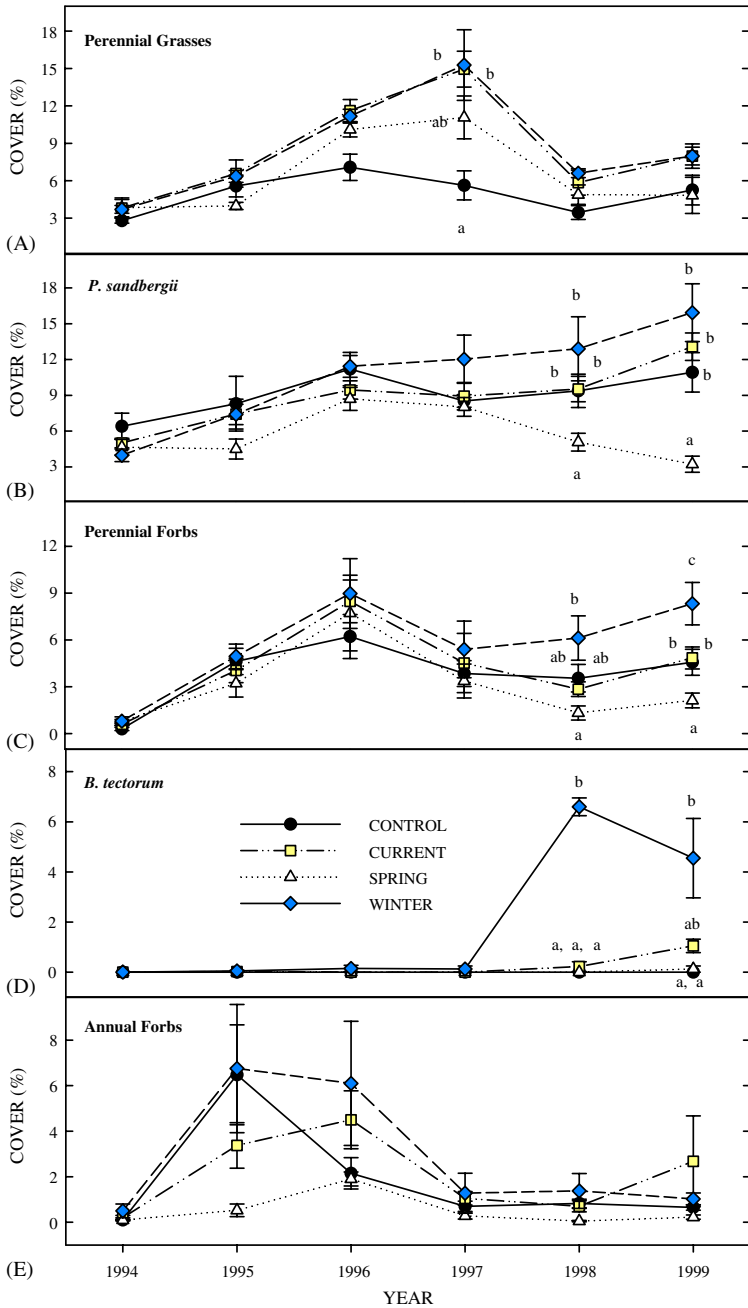 Perennial Grasses
18
15
12
9
6
3
COVER (%)
b
b
ab
a
(A)
P. sandbergii
18
15
12
9
6
3
COVER (%)
b
b
b
b
b
b
a
a
(B)
Perennial Forbs
12
9
6
3
0
COVER (%)
c
b
ab
ab
b
b
a
a
(C)
B. tectorum
8
6
4
2
0
COVER (%)
CONTROL
CURRENT
SPRING
WINTER
b
b
ab
a, a, a
a, a
(D)
Annual Forbs
8
6
4
2
0
COVER (%)
(E)
1994 1995 1996 1997 1998 1999
YEAR